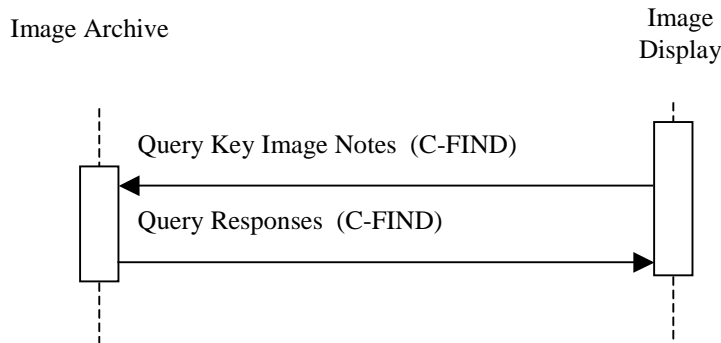 Image Archive
Image
Display
Query Key Image Notes (C-FIND)
Query Responses (C-FIND)